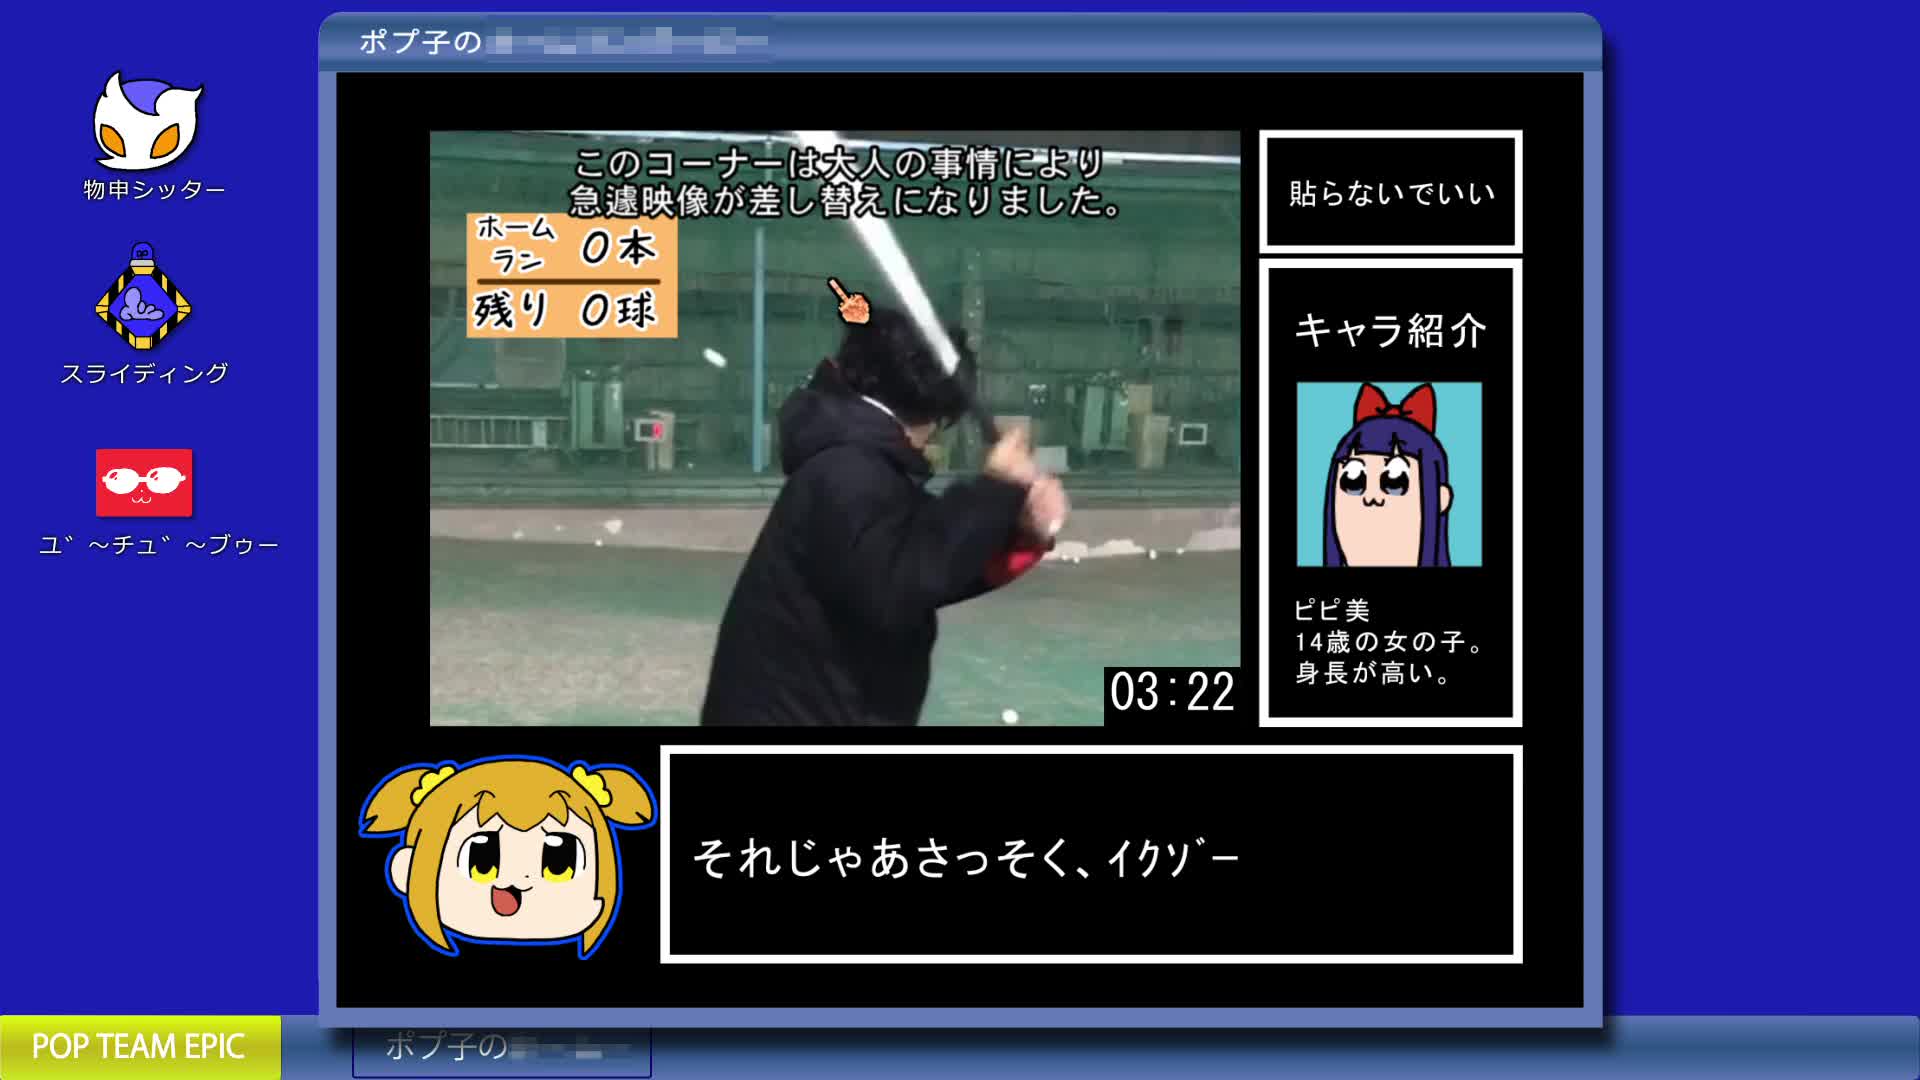 ポプ子の
物申シッター
スライディング
ユ゛～チュ゛～ブゥー
このコーナーは大人の事情により
急遽映像が差し替えになりました。
ホームラン 0本
残り 0球
03:22
貼らないでいい
キャラ紹介
ピピ美
14歳の女の子。
身長が高い。
それじゃあさっそく、ｲｸｿﾞｰ
POP TEAM EPIC
ポプ子の